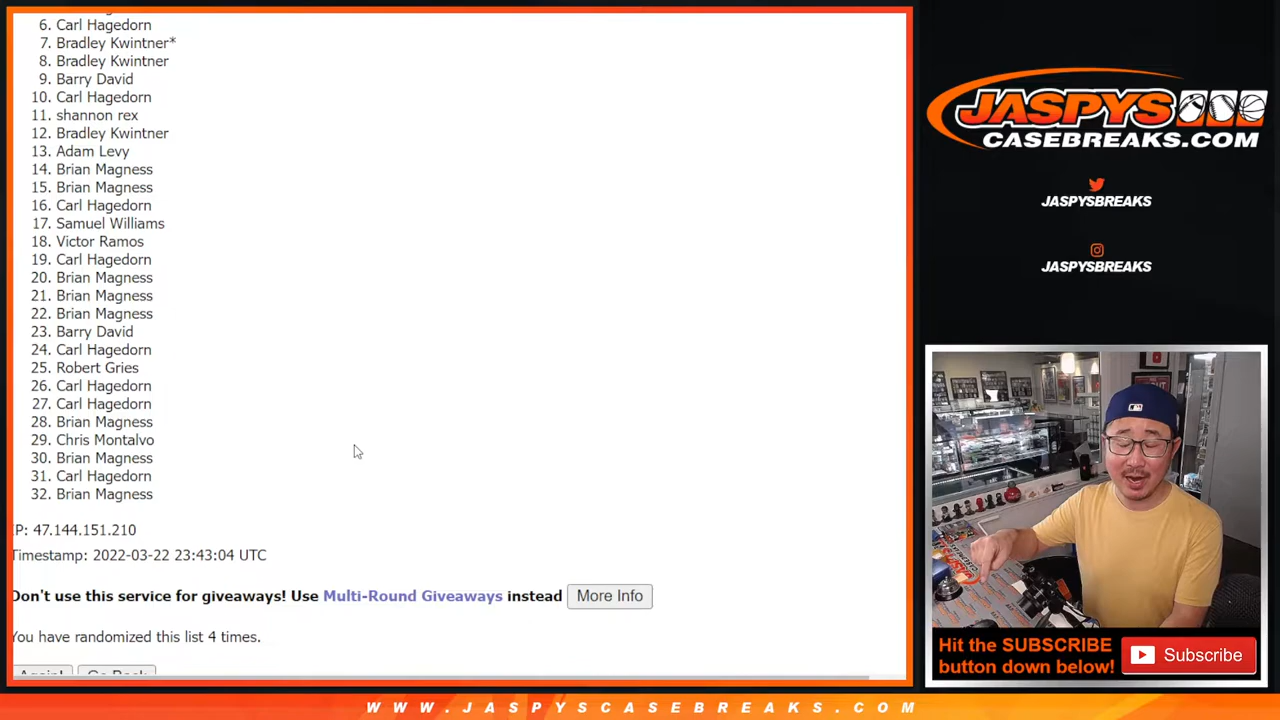 6. Carl Hagedorn
7. Bradley Kwintner*
8. Bradley Kwintner
9. Barry David
10. Carl Hagedorn
11. shannon rex
12. Bradley Kwintner
13. Adam Levy
14. Brian Magness
15. Brian Magness
16. Carl Hagedorn
17. Samuel Williams
18. Victor Ramos
19. Carl Hagedorn
20. Brian Magness
21. Brian Magness
22. Brian Magness
23. Barry David
24. Carl Hagedorn
25. Robert Gries
26. Carl Hagedorn
27. Carl Hagedorn
28. Brian Magness
29. Chris Montalvo
30. Brian Magness
31. Carl Hagedorn
32. Brian Magness
IP: 47.144.151.210
Timestamp: 2022-03-22 23:43:04 UTC
Don't use this service for giveaways! Use Multi-Round Giveaways instead More Info
You have randomized this list 4 times.
Again! Go Back
JASPYS
CASEBREAKS.COM
JASPYSBREAKS
JASPYSBREAKS
Hit the SUBSCRIBE
button down below!
Subscribe
WWW.JASPYSCASEBREAKS.COM